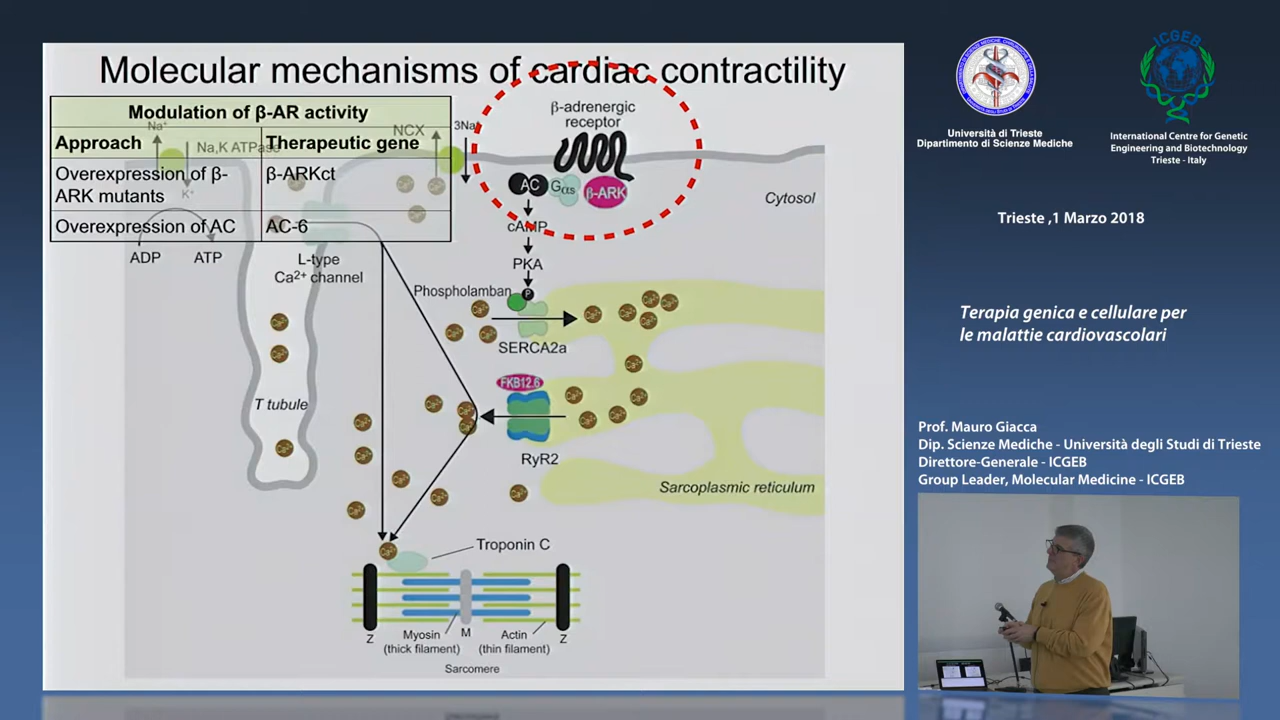 Molecular mechanisms of cardiac contractility
Modulation of β-AR activity
Approach
Therapeutic gene
Overexpression of β-
ARK mutants
β-ARKct
Overexpression of AC
AC-6
Na⁺
Na,K ATPase
K⁺
NCX
3Na⁺
β-adrenergic
receptor
AC
Gαs
β-ARK
cAMP
PKA
P
Cytosol
ADP
ATP
L-type
Ca²⁺ channel
Phospholamban
SERCA2a
FKB12.6
RyR2
T tubule
Sarcoplasmic reticulum
Troponin C
Z
Myosin
(thick filament)
M
Actin
(thin filament)
Z
Sarcomere
ICGEB
Università di Trieste
Dipartimento di Scienze Mediche
International Centre for Genetic
Engineering and Biotechnology
Trieste - Italy
Trieste ,1 Marzo 2018
Terapia genica e cellulare per
le malattie cardiovascolari
Prof. Mauro Giacca
Dip. Scienze Mediche - Università degli Studi di Trieste
Direttore-Generale - ICGEB
Group Leader, Molecular Medicine - ICGEB